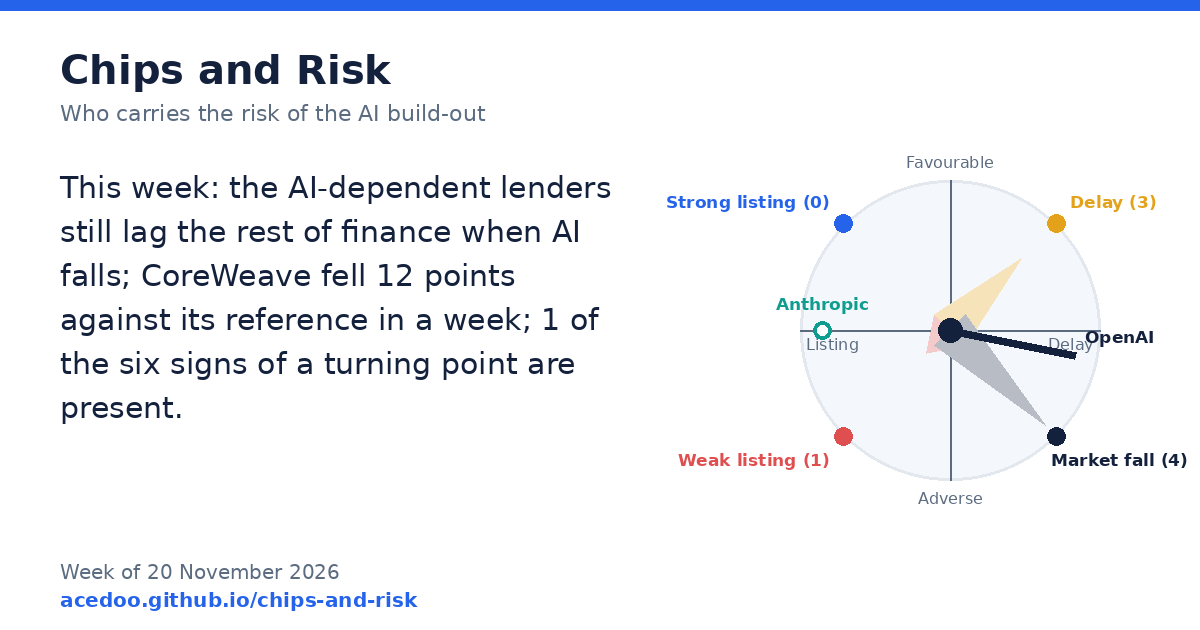 Chips and Risk
Who carries the risk of the AI build-out
This week: the AI-dependent lenders
still lag the rest of finance when AI
falls; CoreWeave fell 12 points
against its reference in a week; 1 of
the six signs of a turning point are
present.
Favourable
Strong listing (0)
Delay (3)
Anthropic
OpenAI
Listing
Delay
Weak listing (1)
Market fall (4)
Adverse
Week of 20 November 2026
acedoo.github.io/chips-and-risk